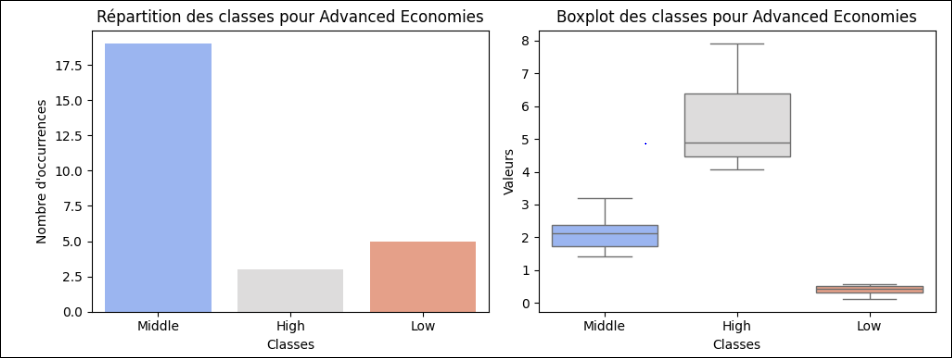 Répartition des classes pour Advanced Economies
Nombre d'occurrences
17.5
15.0
12.5
10.0
7.5
5.0
2.5
0.0
Middle
High
Low
Classes
Boxplot des classes pour Advanced Economies
Valeurs
8
7
6
5
4
3
2
1
0
Middle
High
Low
Classes